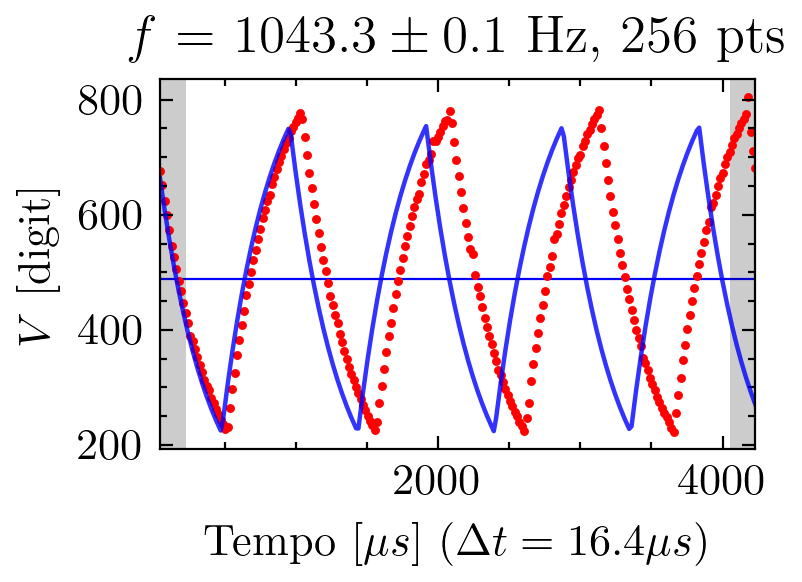 f = 1043.3 ± 0.1 Hz, 256 pts
800
600
400
200
V [digit]
2000 4000
Tempo [μs] (Δt = 16.4μs)